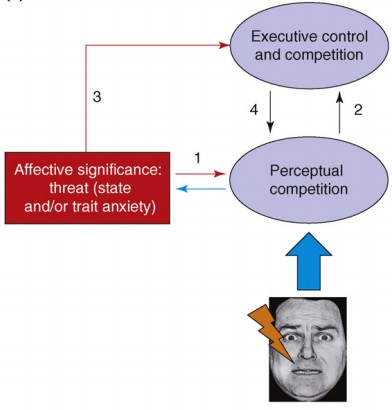 Executive control
and competition
3
4
2
1
Affective significance:
threat (state
and/or trait anxiety)
Perceptual
competition